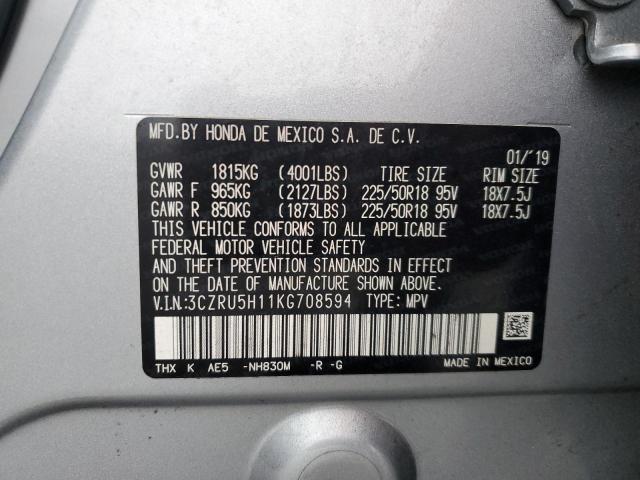 MFD. BY HONDA DE MEXICO S.A. DE C.V.
01/'19
GVWR 1815KG (4001LBS) TIRE SIZE RIM SIZE
GAWR F 965KG (2127LBS) 225/50R18 95V 18X7.5J
GAWR R 850KG (1873LBS) 225/50R18 95V 18X7.5J
THIS VEHICLE CONFORMS TO ALL APPLICABLE
FEDERAL MOTOR VEHICLE SAFETY
AND THEFT PREVENTION STANDARDS IN EFFECT
ON THE DATE OF MANUFACTURE SHOWN ABOVE.
V.I.N.:3CZRU5H11KG708594 TYPE: MPV
THX K AE5 -NH830M -R -G MADE IN MEXICO